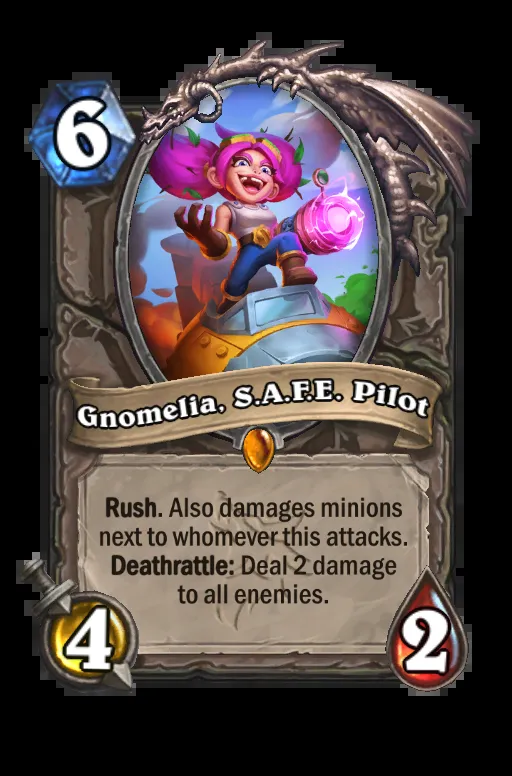 6
Gnomelia, S.A.F.E. Pilot
Rush. Also damages minions
next to whomever this attacks.
Deathrattle: Deal 2 damage
to all enemies.
4
2